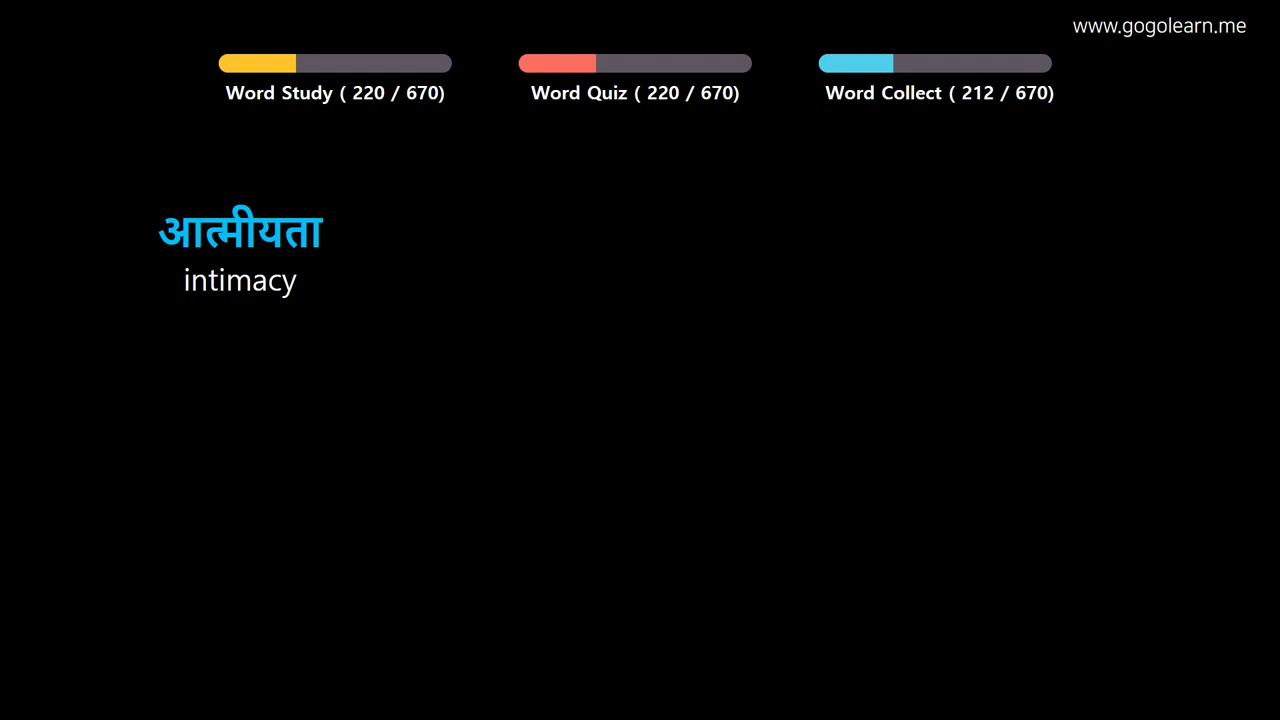 www.gogolearn.me
Word Study ( 220 / 670)
Word Quiz ( 220 / 670)
Word Collect ( 212 / 670)
आत्मीयता
intimacy